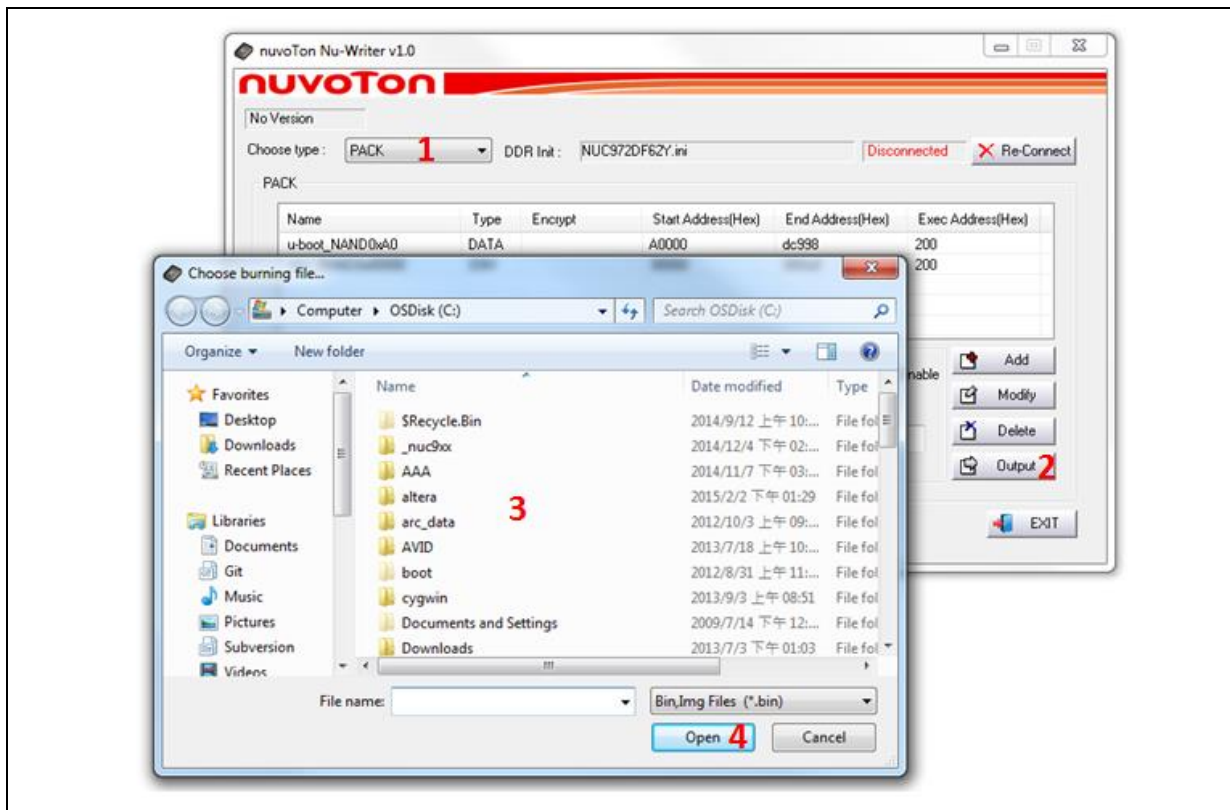 nuvoTon Nu-Writer v1.0
nuvoTon
No Version
Choose type : PACK 1 DDR Init : NUC972DF62Y.ini Disconnected Re-Connect
PACK
Name Type Encrypt Start Address(Hex) End Address(Hex) Exec Address(Hex)
u-boot_NAND0xA0 DATA A0000 dc998 200
200
Choose burning file...
Computer OSDisk (C:) Search OSDisk (C:)
Organize New folder
Favorites
Desktop
Downloads
Recent Places
Libraries
Documents
Git
Music
Pictures
Subversion
Videos
Name Date modified Type
$Recycle.Bin 2014/9/12 上午 10:... File fol
_nuc9xx 2014/12/4 下午 02:... File fol
AAA 2014/11/7 下午 03:... File fol
altera 2015/2/2 下午 01:29 File fol
arc_data 2012/10/3 上午 09:... File fol
AVID 2013/7/18 上午 10:... File fol
boot 2012/8/31 上午 11:... File fol
cygwin 2013/9/3 上午 08:51 File fol
Documents and Settings 2009/7/14 下午 12:... File fol
Downloads 2013/7/3 下午 01:03 File fol
3
File name: Bin,Img Files (*.bin)
Open 4 Cancel
nable
Add
Modify
Delete
Output 2
EXIT